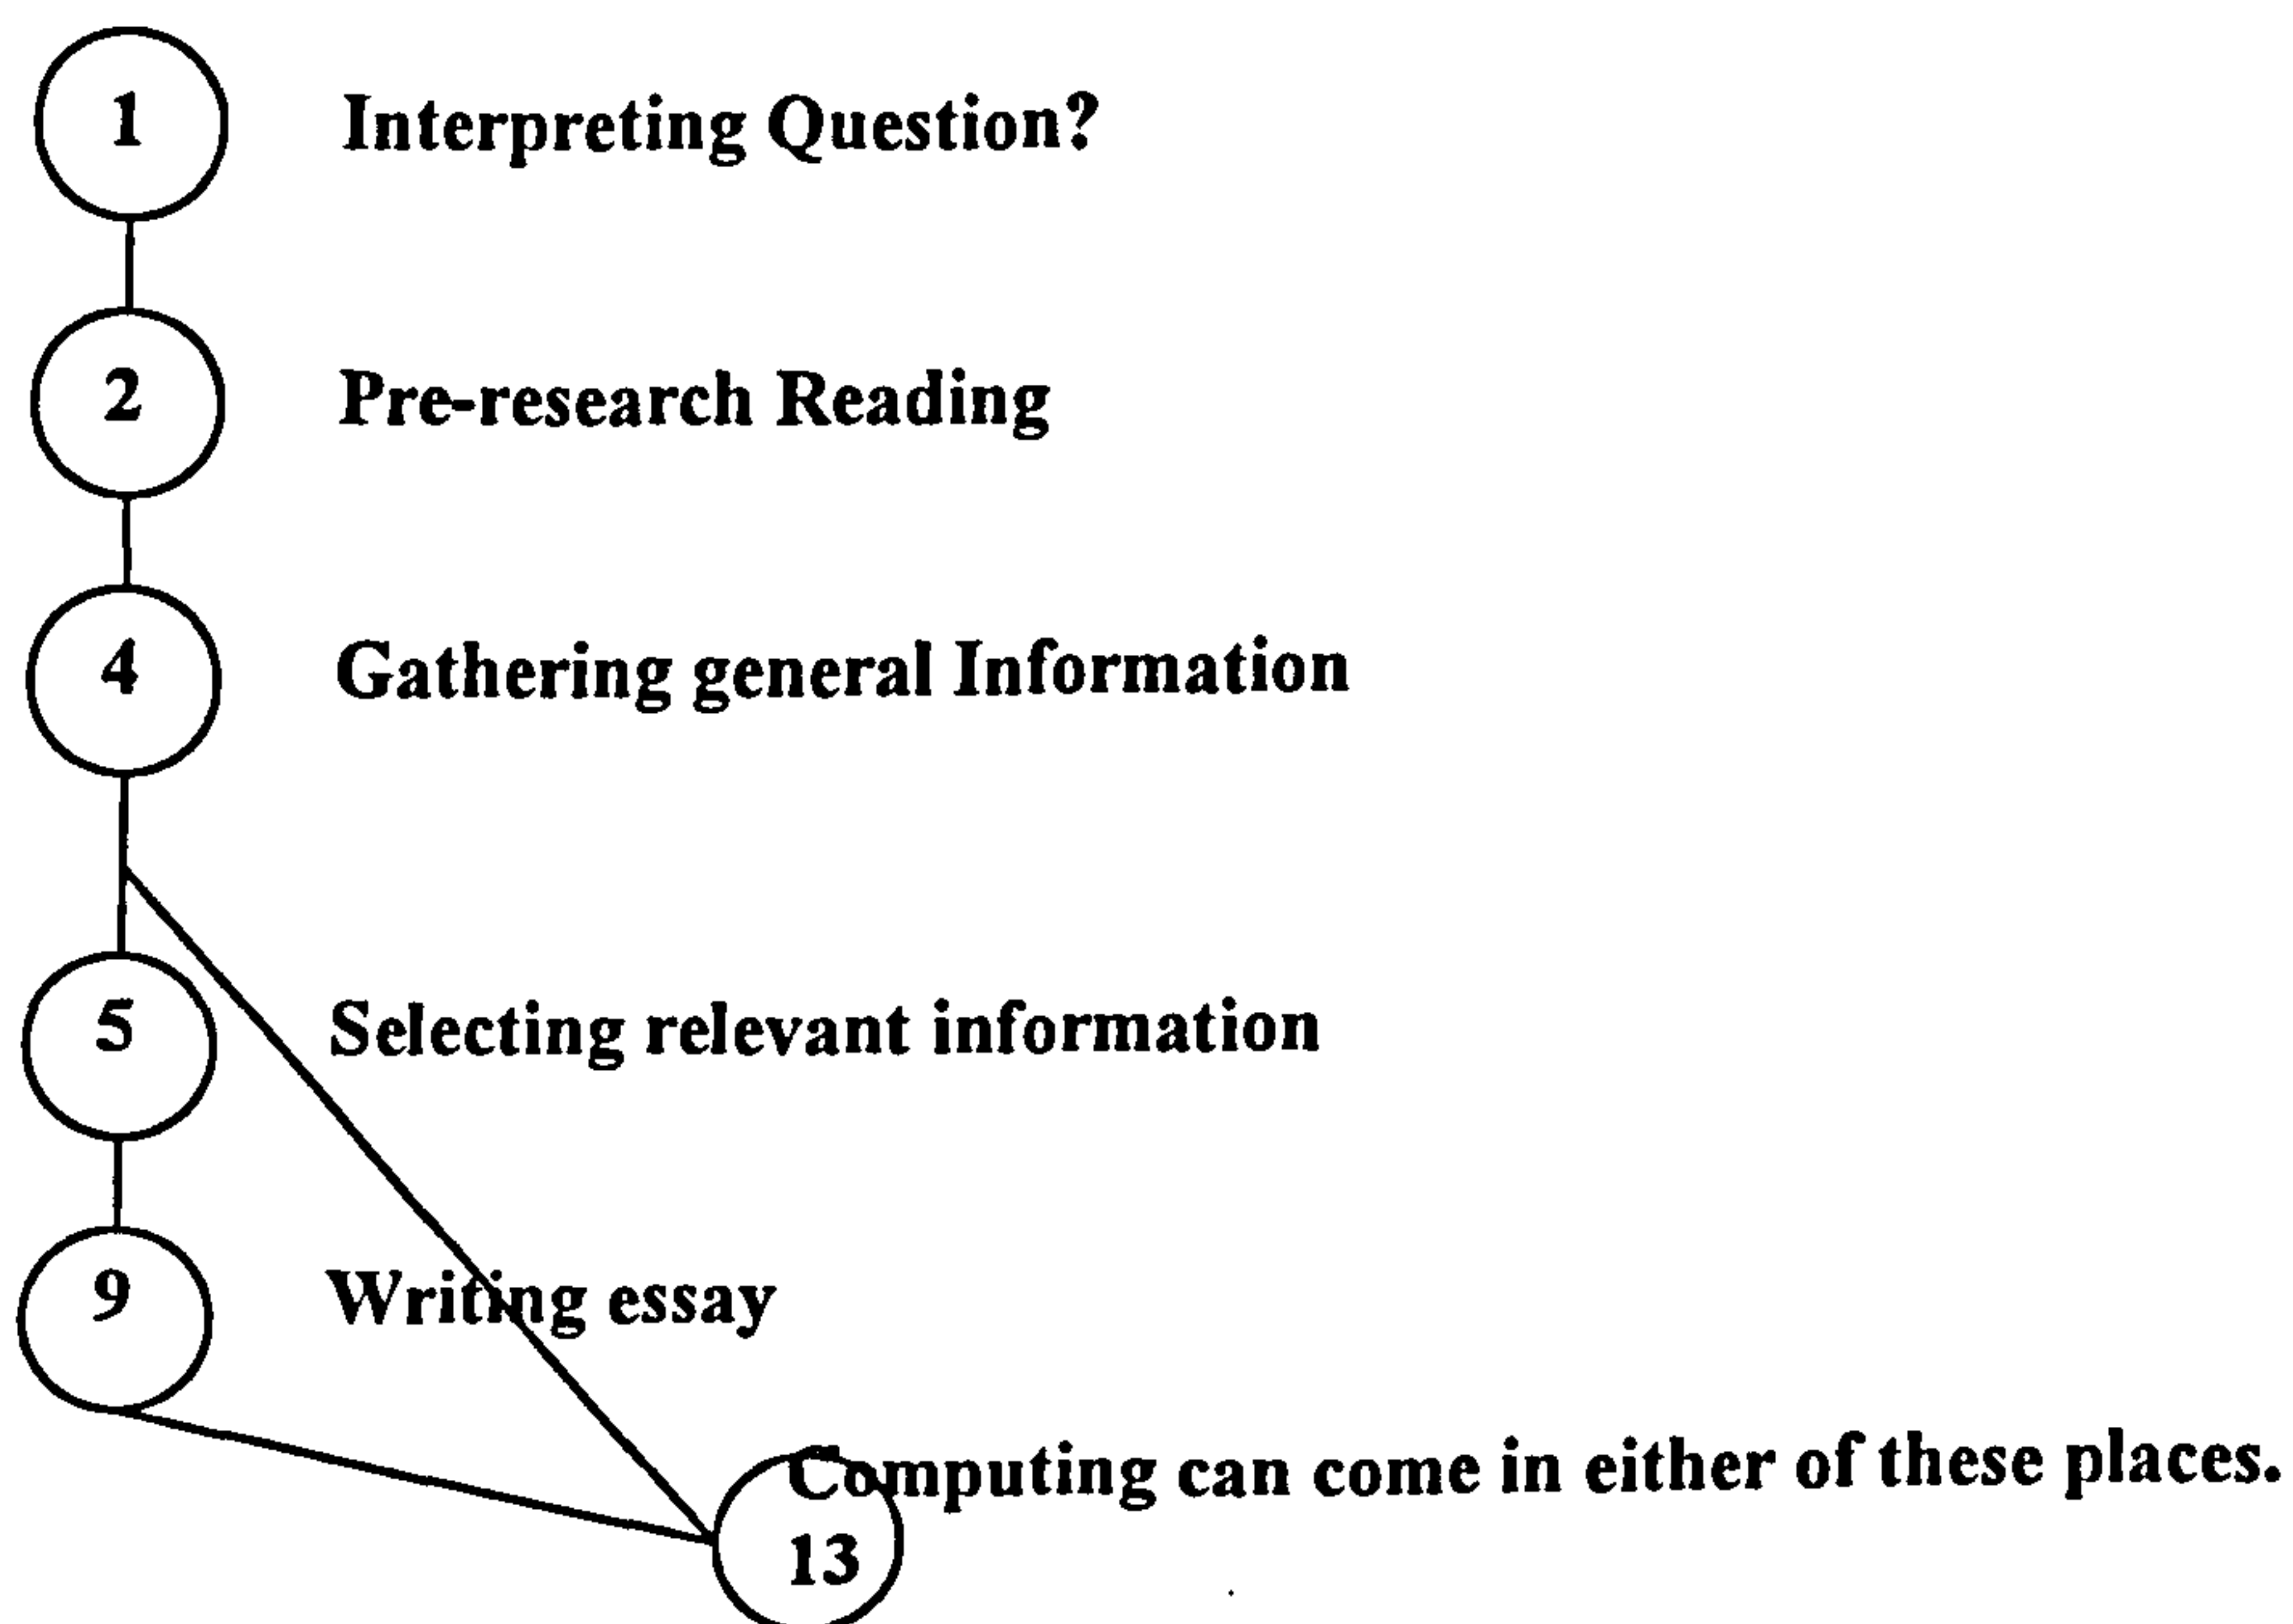 1 Interpreting Question?
2 Pre-research Reading
4 Gathering general Information
5 Selecting relevant information
9 Writing essay
Computing can come in either of these places.
13